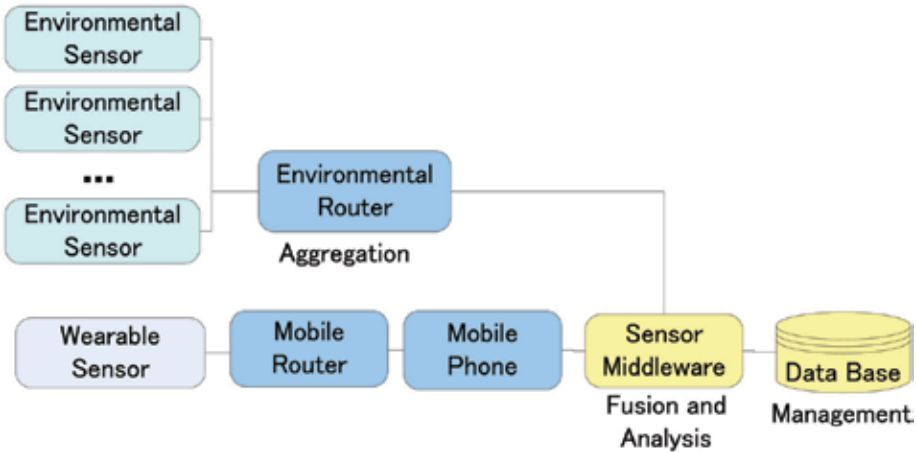 Environmental
Sensor
Environmental
Sensor
...
Environmental
Sensor
Environmental
Router
Aggregation
Wearable
Sensor
Mobile
Router
Mobile
Phone
Sensor
Middleware
Fusion and
Analysis
Data Base
Management.